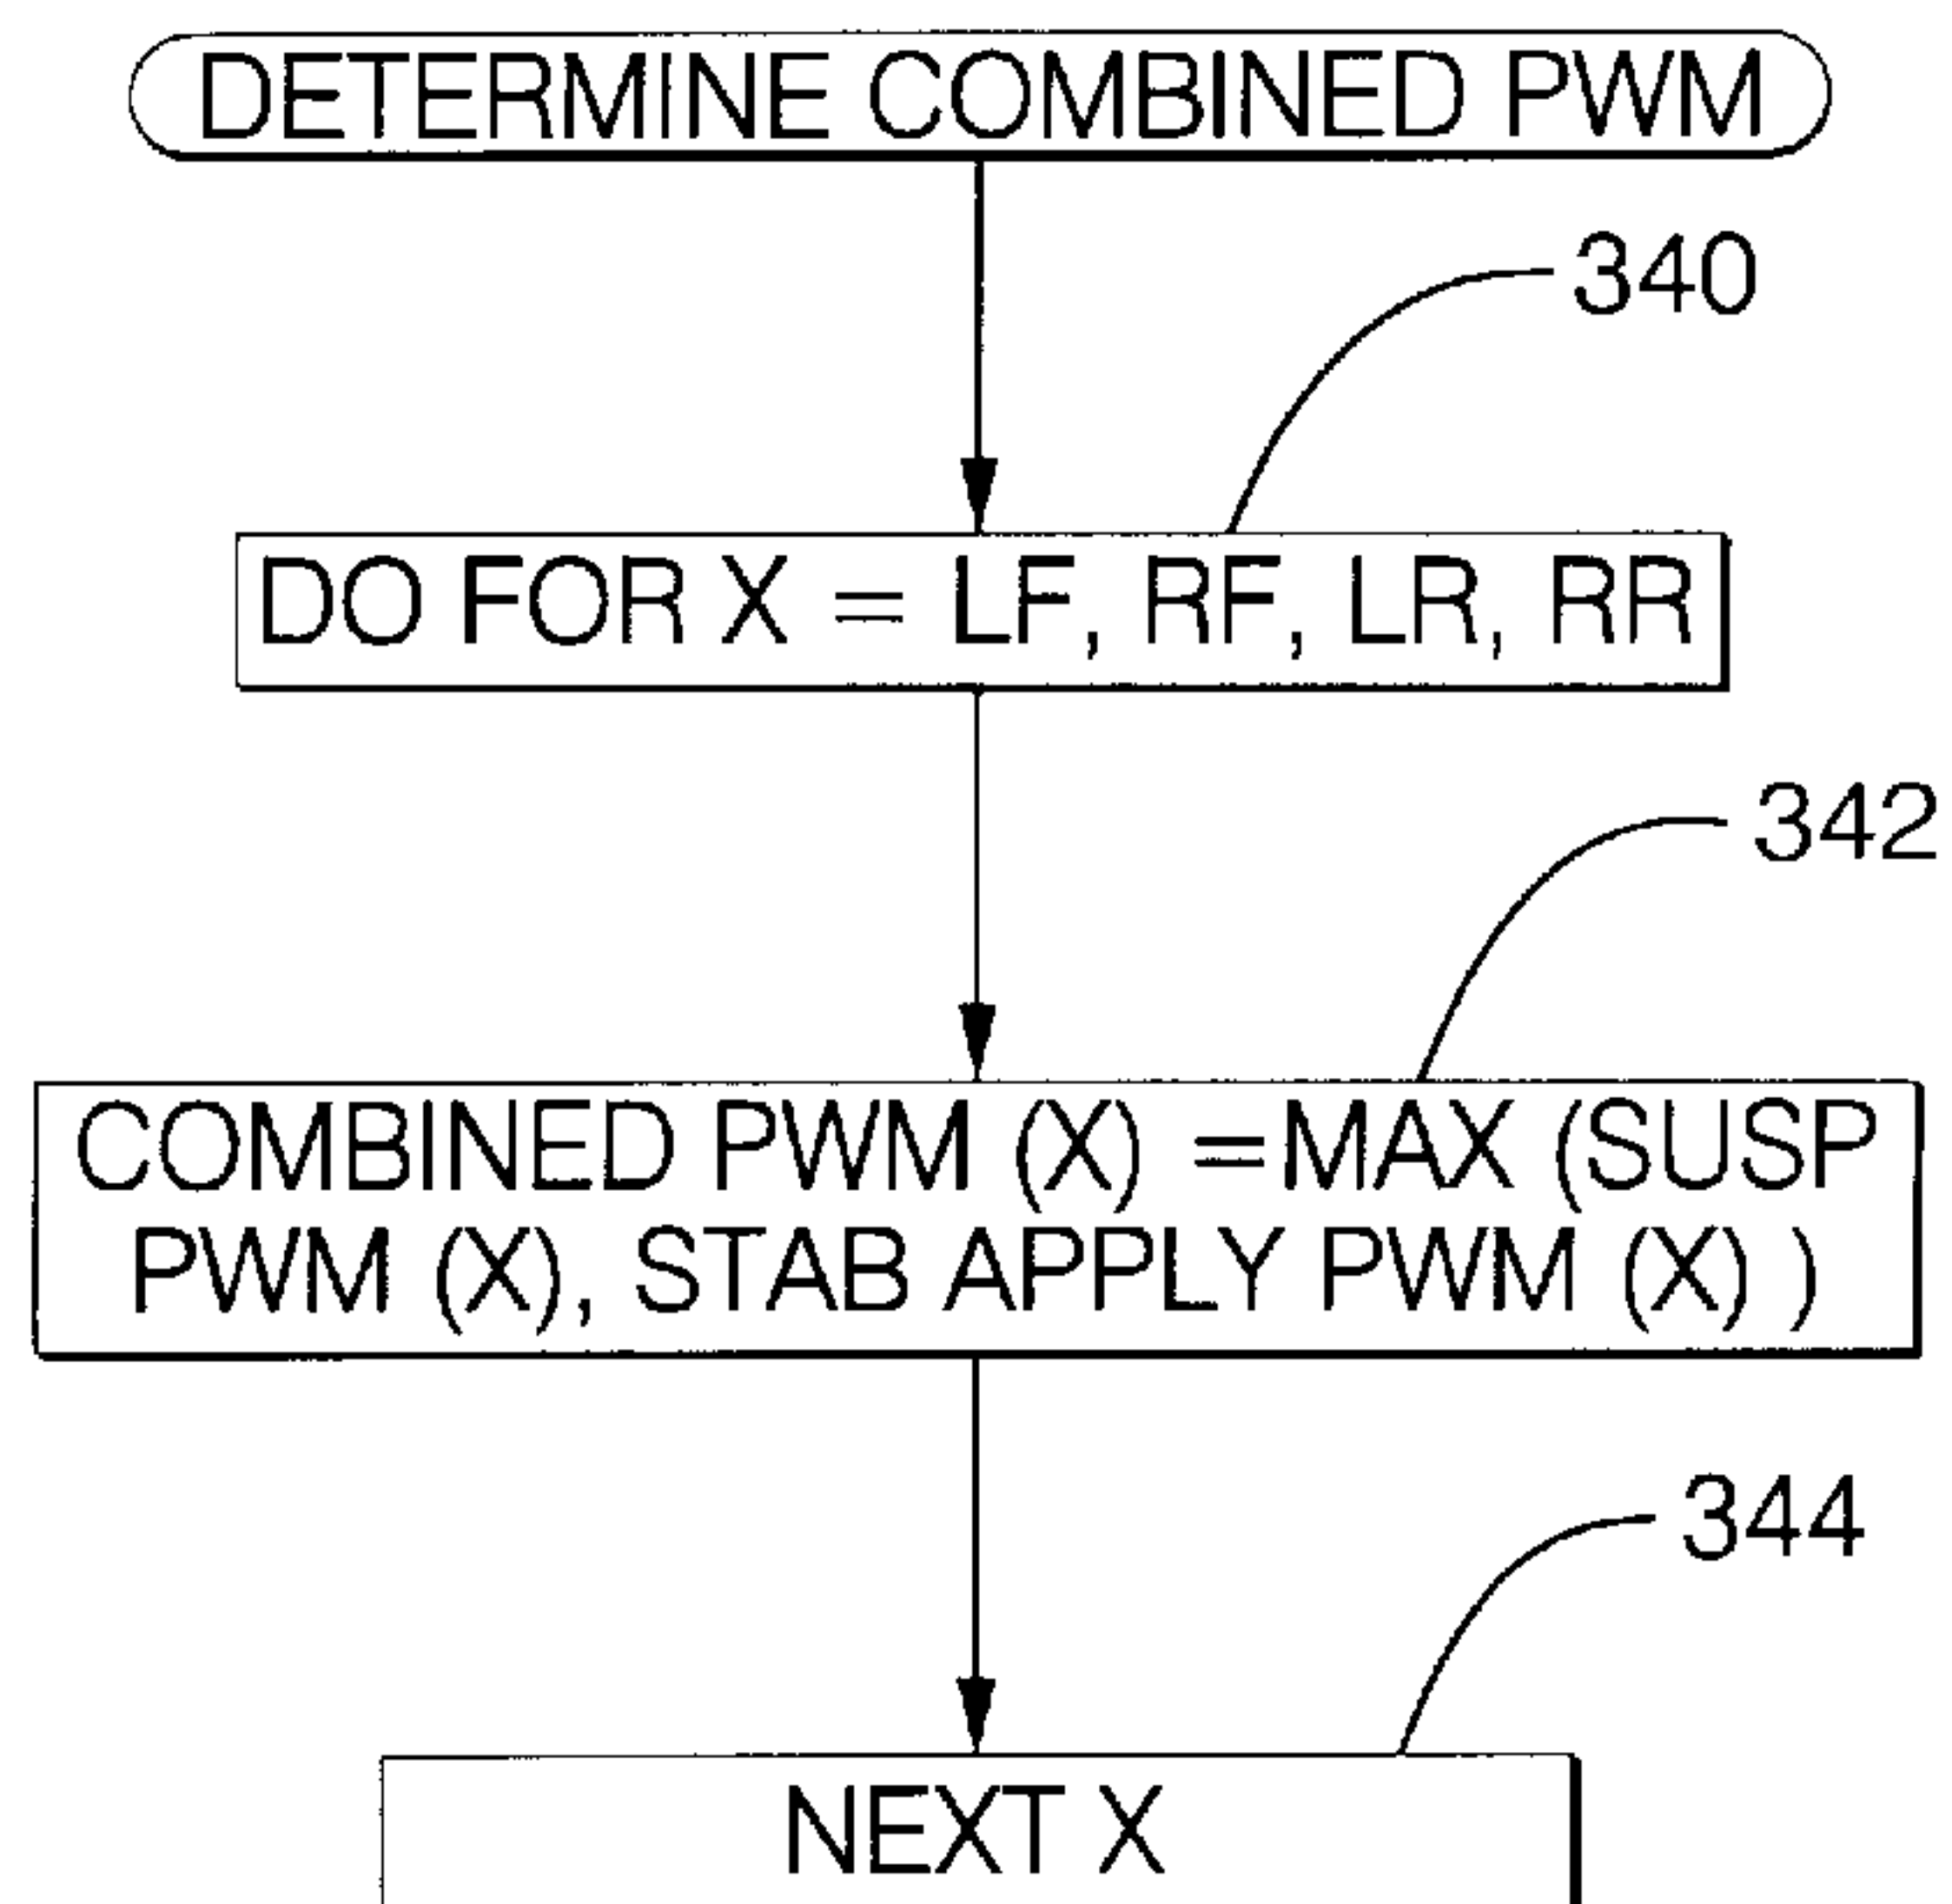 DETERMINE COMBINED PWM
340
DO FOR X = LF, RF, LR, RR
342
COMBINED PWM (X) =MAX (SUSP
PWM (X), STAB APPLY PWM (X) )
344
NEXT X